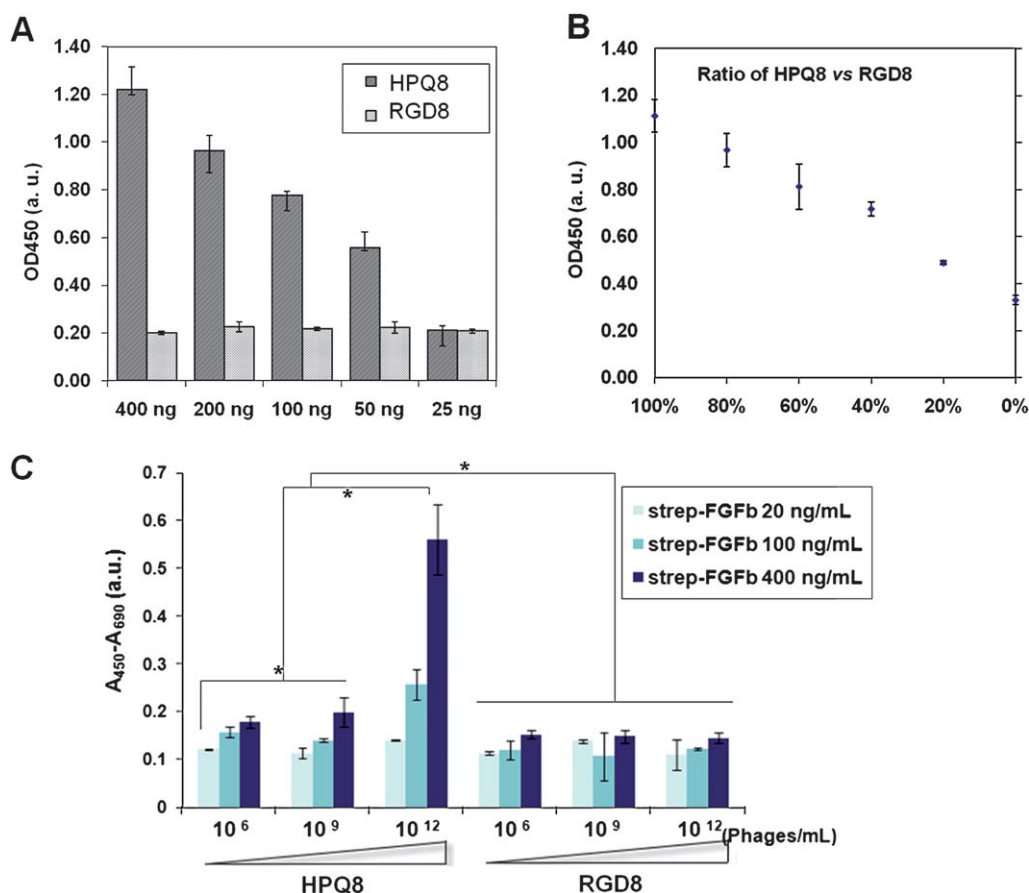 A
1.40
1.20
1.00
0.80
0.60
0.40
0.20
0.00
OD450 (a. u.)
HPQ8
RGD8
400 ng 200 ng 100 ng 50 ng 25 ng
B
1.40
1.20
1.00
0.80
0.60
0.40
0.20
0.00
OD450 (a. u.)
Ratio of HPQ8 vs RGD8
100% 80% 60% 40% 20% 0%
C
0.7
0.6
0.5
0.4
0.3
0.2
0.1
0
A450-A690 (a.u.)
*
*
*
strep-FGFb 20 ng/mL
strep-FGFb 100 ng/mL
strep-FGFb 400 ng/mL
10 6 10 9 10 12 10 6 10 9 10 12 (Phages/mL)
HPQ8 RGD8